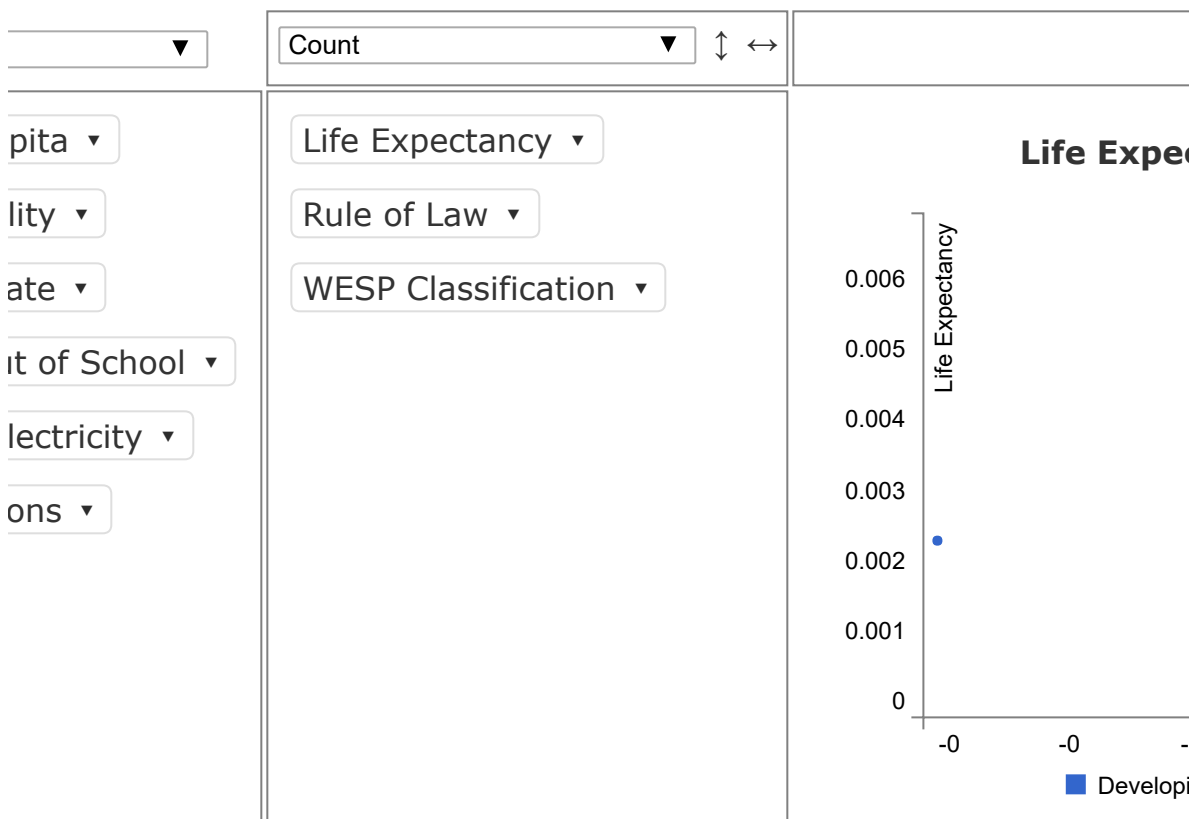 Count
pita
lity
ate
ut of School
lectricity
ons
Life Expectancy
Rule of Law
WESP Classification
Life Expec
Life Expectancy
0.006
0.005
0.004
0.003
0.002
0.001
0
-0 -0 -
Developi